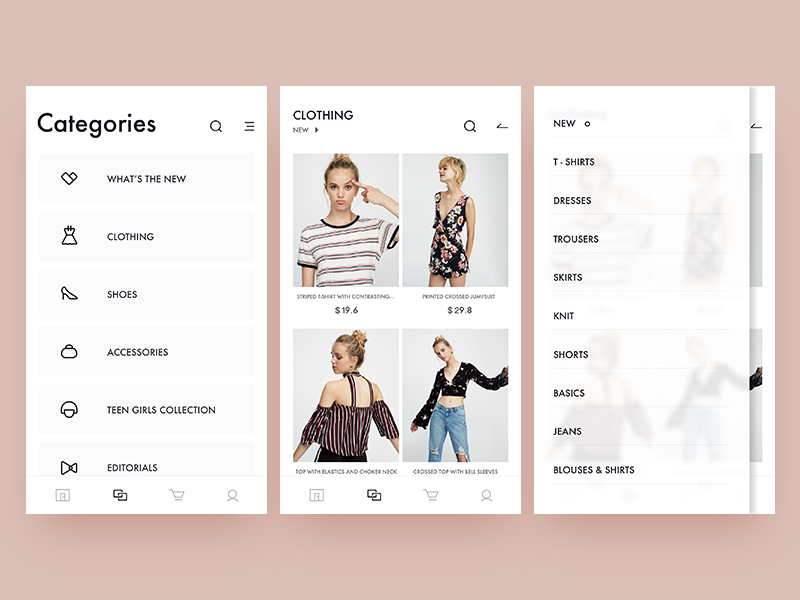 Categories
WHAT'S THE NEW
CLOTHING
SHOES
ACCESSORIES
TEEN GIRLS COLLECTION
EDITORIALS
CLOTHING
NEW
STRIPED T-SHIRT WITH CONTRASTING...
$ 19.6
PRINTED CROSSED JUMPSUIT
$ 29.8
TOP WITH ELASTICS AND CHOKER NECK
CROSSED TOP WITH BELL SLEEVES
NEW
T - SHIRTS
DRESSES
TROUSERS
SKIRTS
KNIT
SHORTS
BASICS
JEANS
BLOUSES & SHIRTS